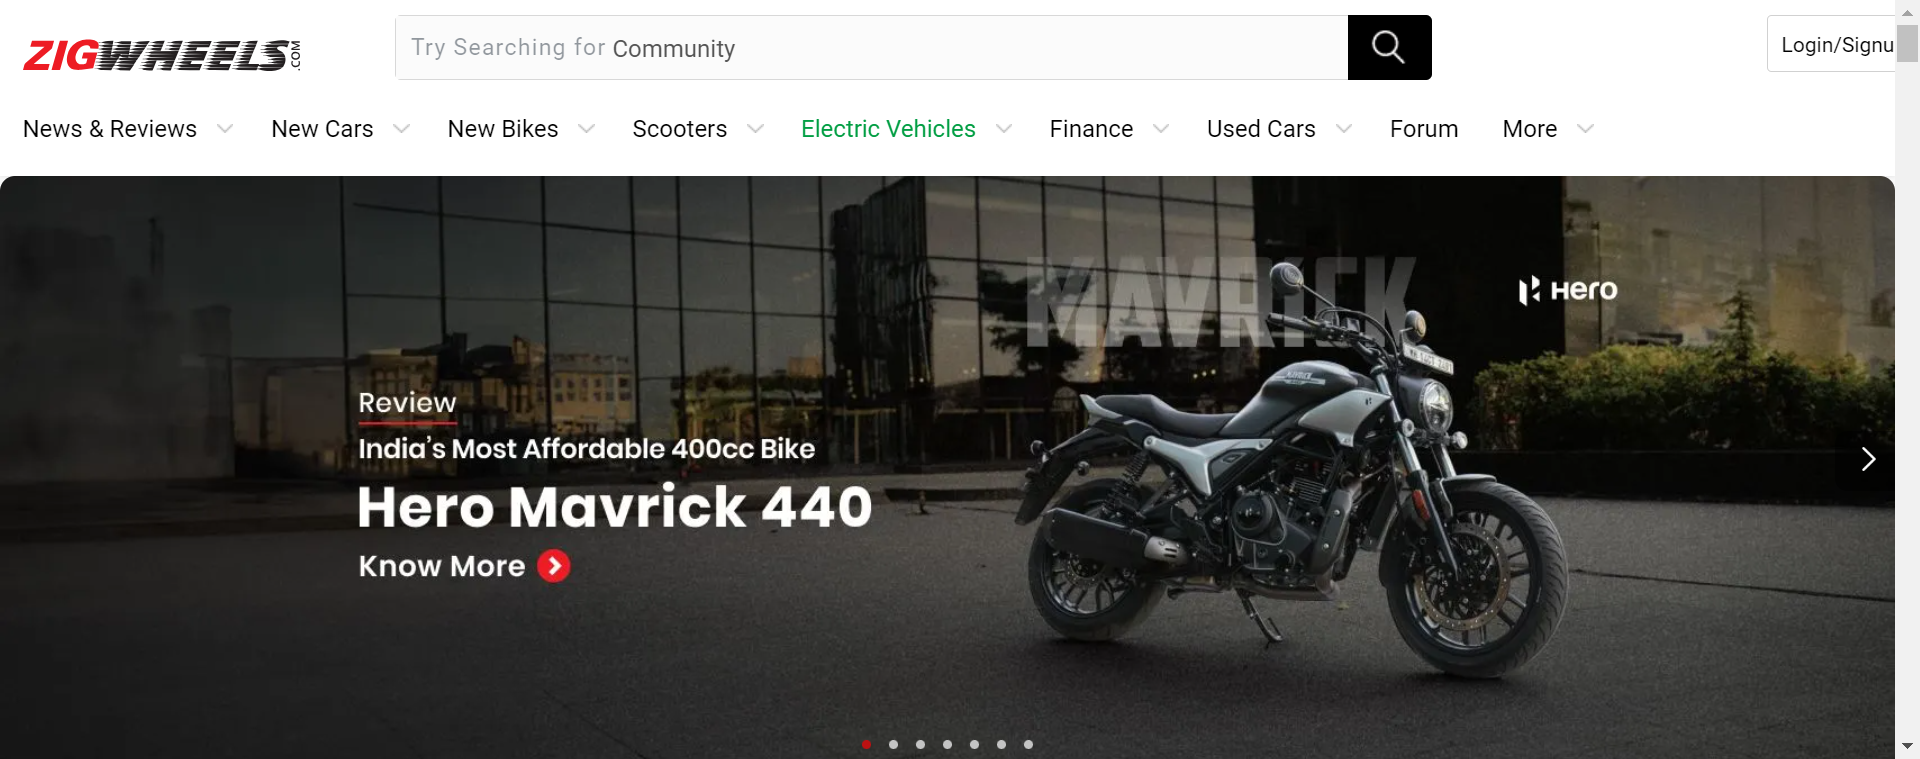 ZIGWHEELS.COM
Try Searching for Community
Login/Signu
News & Reviews
New Cars
New Bikes
Scooters
Electric Vehicles
Finance
Used Cars
Forum
More
MAVRICK
Hero
Review
India's Most Affordable 400cc Bike
Hero Mavrick 440
Know More